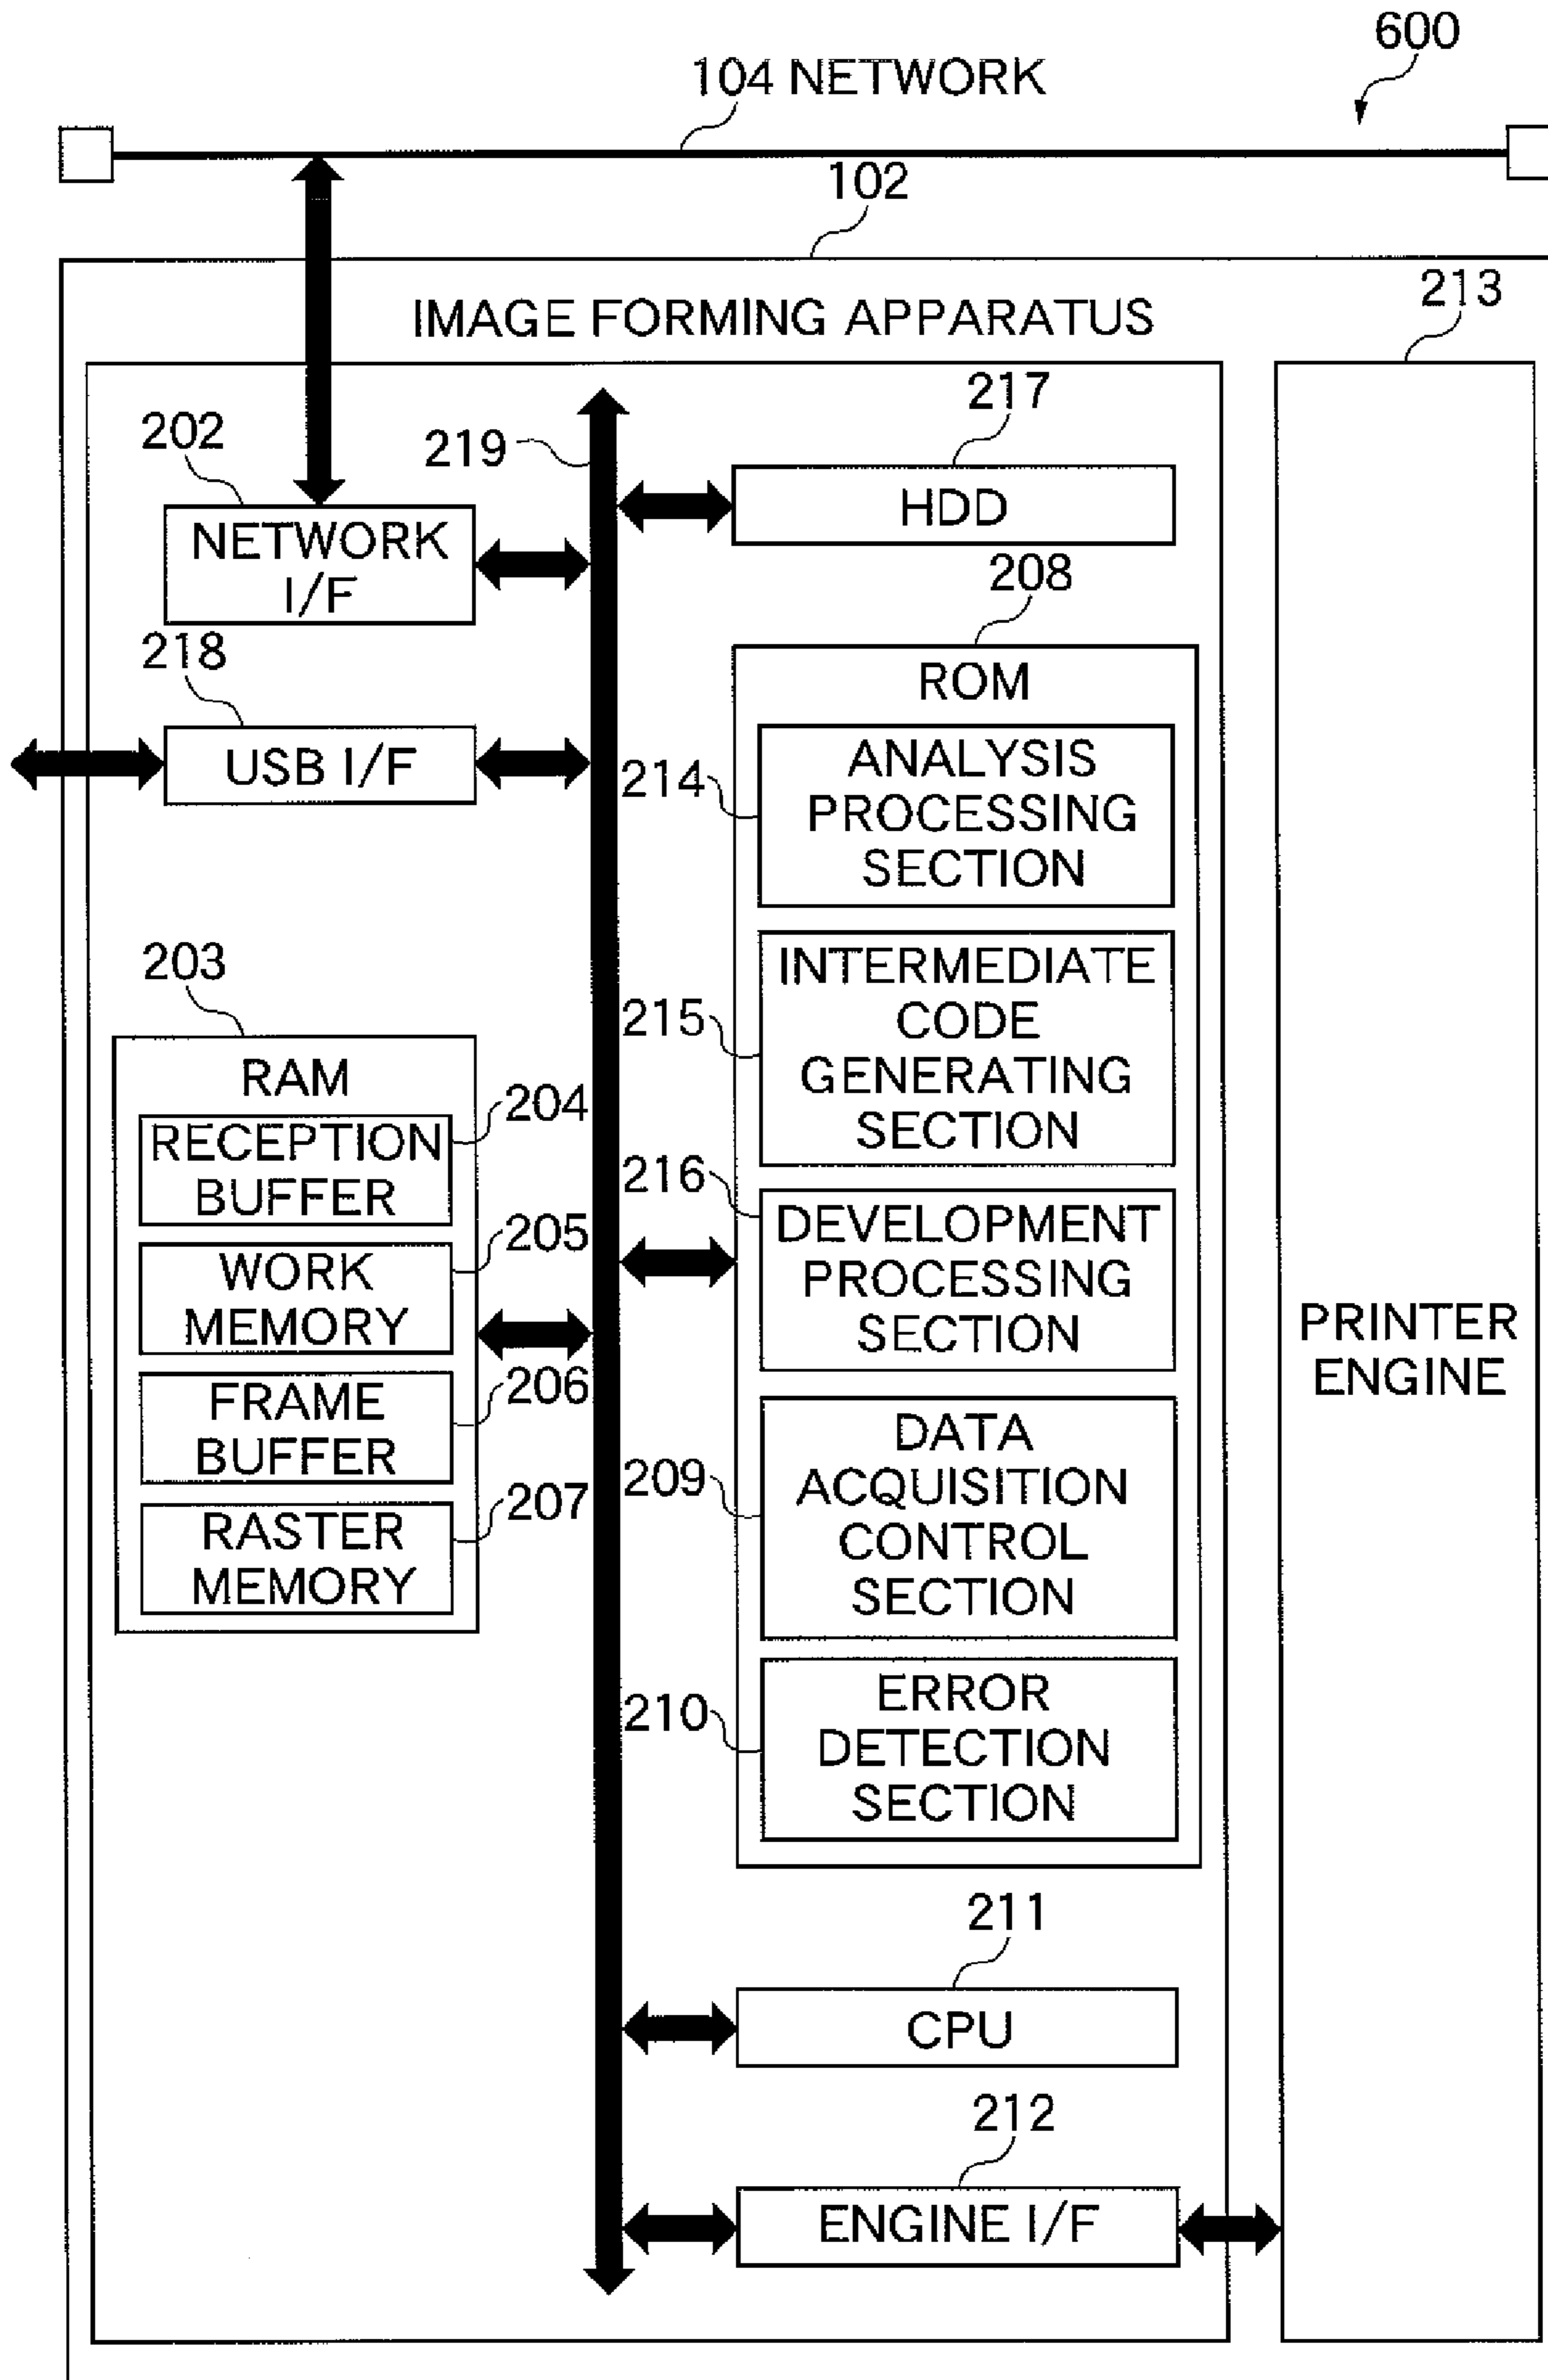 600
104 NETWORK
102
IMAGE FORMING APPARATUS
213
217
202
219
HDD
NETWORK
I/F
208
218
ROM
USB I/F
214
ANALYSIS
PROCESSING
SECTION
203
215
INTERMEDIATE
CODE
GENERATING
SECTION
RAM
204
RECEPTION
BUFFER
216
DEVELOPMENT
PROCESSING
SECTION
205
WORK
MEMORY
206
FRAME
BUFFER
PRINTER
ENGINE
209
DATA
ACQUISITION
CONTROL
SECTION
207
RASTER
MEMORY
210
ERROR
DETECTION
SECTION
211
CPU
212
ENGINE I/F